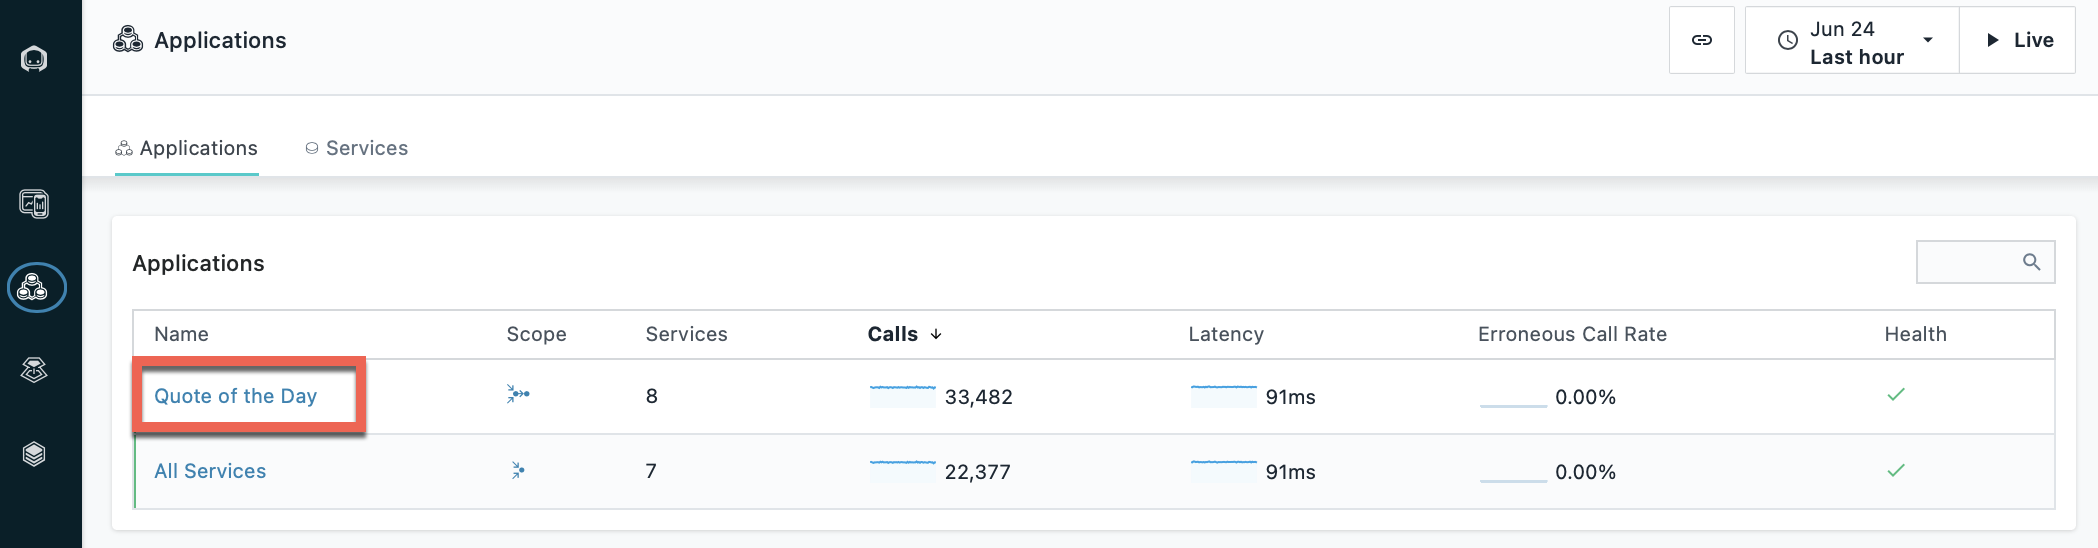 Applications
Jun 24
Last hour
Live
Applications
Services
Applications
Name Scope Services Calls Latency Erroneous Call Rate Health
Quote of the Day 8 33,482 91ms 0.00%
All Services 7 22,377 91ms 0.00%